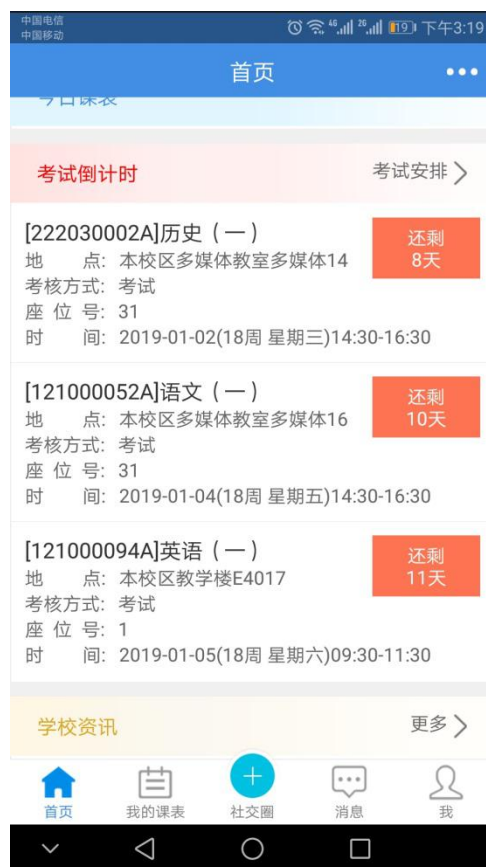 中国电信
中国移动
46 26 19 下午3:19
首页
今日课表
考试倒计时 考试安排
[222030002A]历史（一） 还剩
地 点: 本校区多媒体教室多媒体14 8天
考核方式: 考试
座 位 号: 31
时 间: 2019-01-02(18周 星期三)14:30-16:30
[121000052A]语文（一） 还剩
地 点: 本校区多媒体教室多媒体16 10天
考核方式: 考试
座 位 号: 31
时 间: 2019-01-04(18周 星期五)14:30-16:30
[121000094A]英语（一） 还剩
地 点: 本校区教学楼E4017 11天
考核方式: 考试
座 位 号: 1
时 间: 2019-01-05(18周 星期六)09:30-11:30
学校资讯 更多
首页 我的课表 社交圈 消息 我